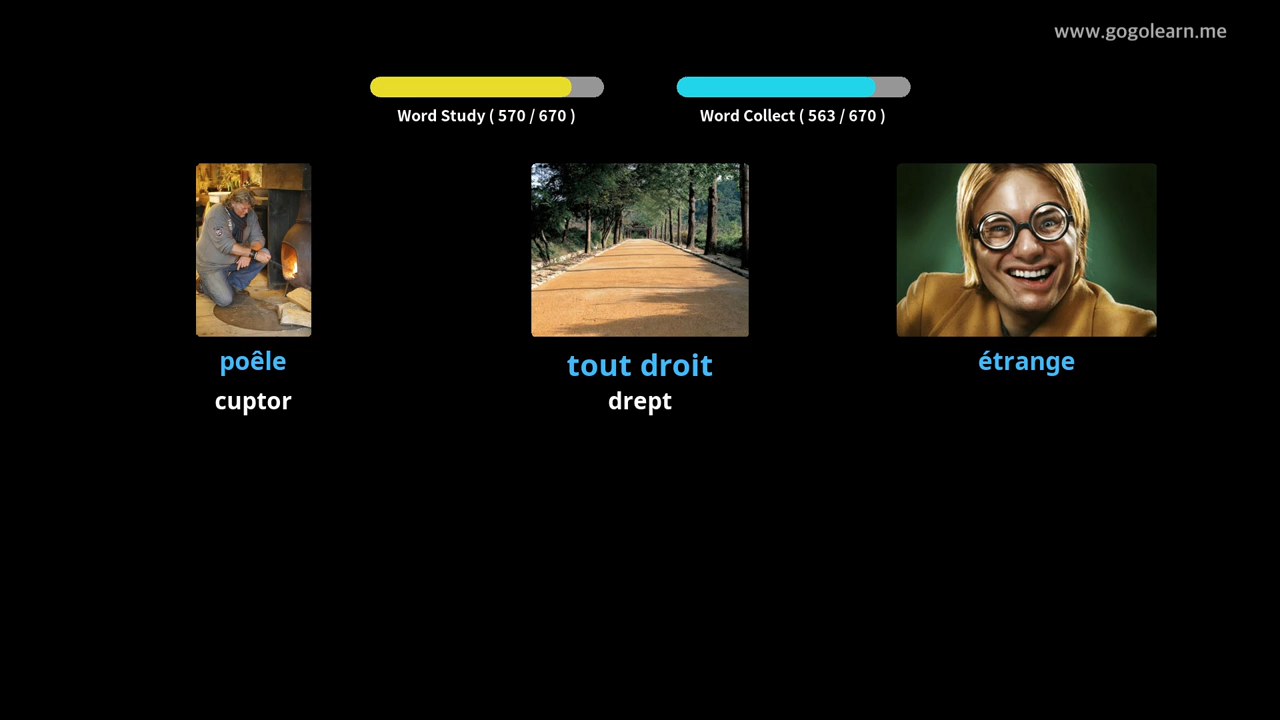 www.gogolearn.me
Word Study ( 570 / 670 )
Word Collect ( 563 / 670 )
poêle
tout droit
étrange
cuptor
drept